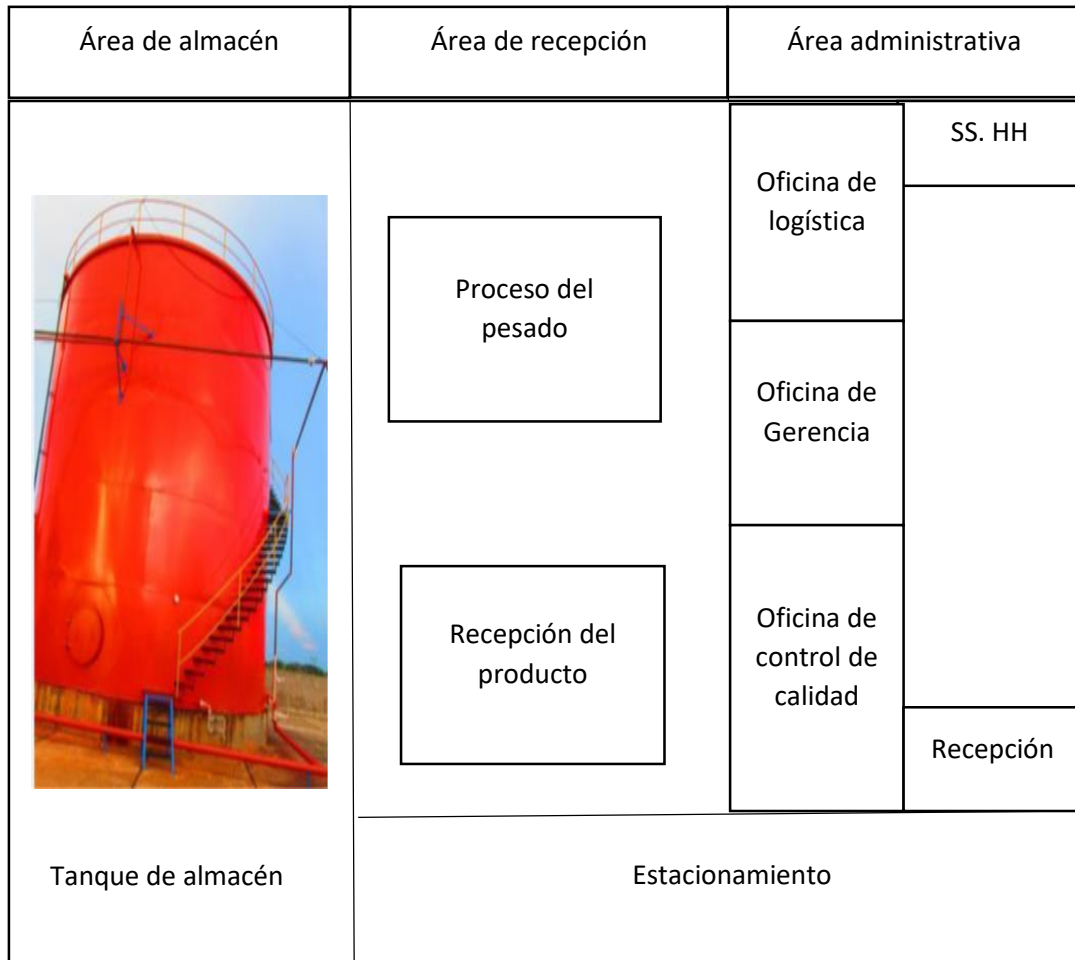 Área de almacén
Área de recepción
Área administrativa
SS. HH
Oficina de
logística
Proceso del
pesado
Oficina de
Gerencia
Recepción del
producto
Oficina de
control de
calidad
Recepción
Tanque de almacén
Estacionamiento